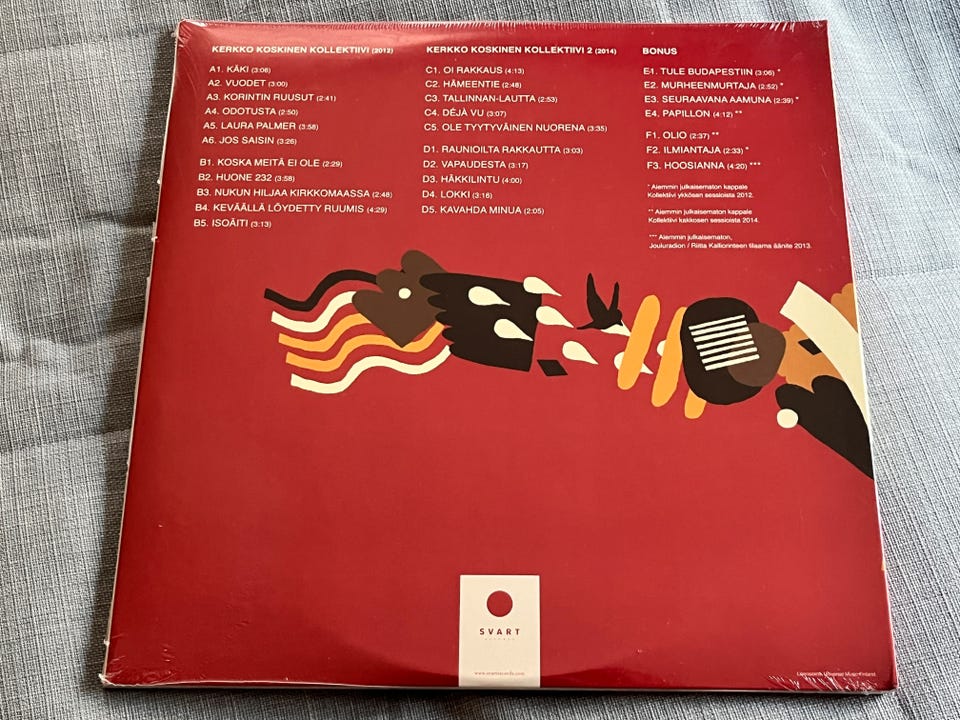 KERKKO KOSKINEN KOLLEKTIIVI (2012)
A1. KÄKI (3:06)
A2. VUODET (3:00)
A3. KORINTIN RUUSUT (2:41)
A4. ODOTUSTA (2:50)
A5. LAURA PALMER (3:58)
A6. JOS SAISIN (3:26)
B1. KOSKA MEITÄ EI OLE (2:29)
B2. HUONE 232 (3:58)
B3. NUKUN HILJAA KIRKKOMAASSA (2:48)
B4. KEVÄÄLLÄ LÖYDETTY RUUMIS (4:29)
B5. ISOÄITI (3:13)
KERKKO KOSKINEN KOLLEKTIIVI 2 (2014)
C1. OI RAKKAUS (4:13)
C2. HÄMEENTIE (2:48)
C3. TALLINNAN-LAUTTA (2:53)
C4. DÉJÀ VU (3:07)
C5. OLE TYYTYVÄINEN NUORENA (3:35)
D1. RAUNIOILTA RAKKAUTTA (3:03)
D2. VAPAUDESTA (3:17)
D3. HÄKKILINTU (4:00)
D4. LOKKI (3:16)
D5. KAVAHDA MINUA (2:05)
BONUS
E1. TULE BUDAPESTIIN (3:06) *
E2. MURHEENMURTAJA (2:52) *
E3. SEURAAVANA AAMUNA (2:39) *
E4. PAPILLON (4:12) **
F1. OLIO (2:37) **
F2. ILMIANTAJA (2:33) *
F3. HOOSIANNA (4:20) ***
* Aiemmin julkaisematon kappale
Kollektiivi ykkösen sessioista 2012.
** Aiemmin julkaisematon kappale
Kollektiivi kakkosen sessioista 2014.
*** Aiemmin julkaisematon,
Jouluradion / Riitta Kalliorinteen tilaama äänite 2013.
SVART
RECORDS
www.svartrecords.com
Universal Music Finland